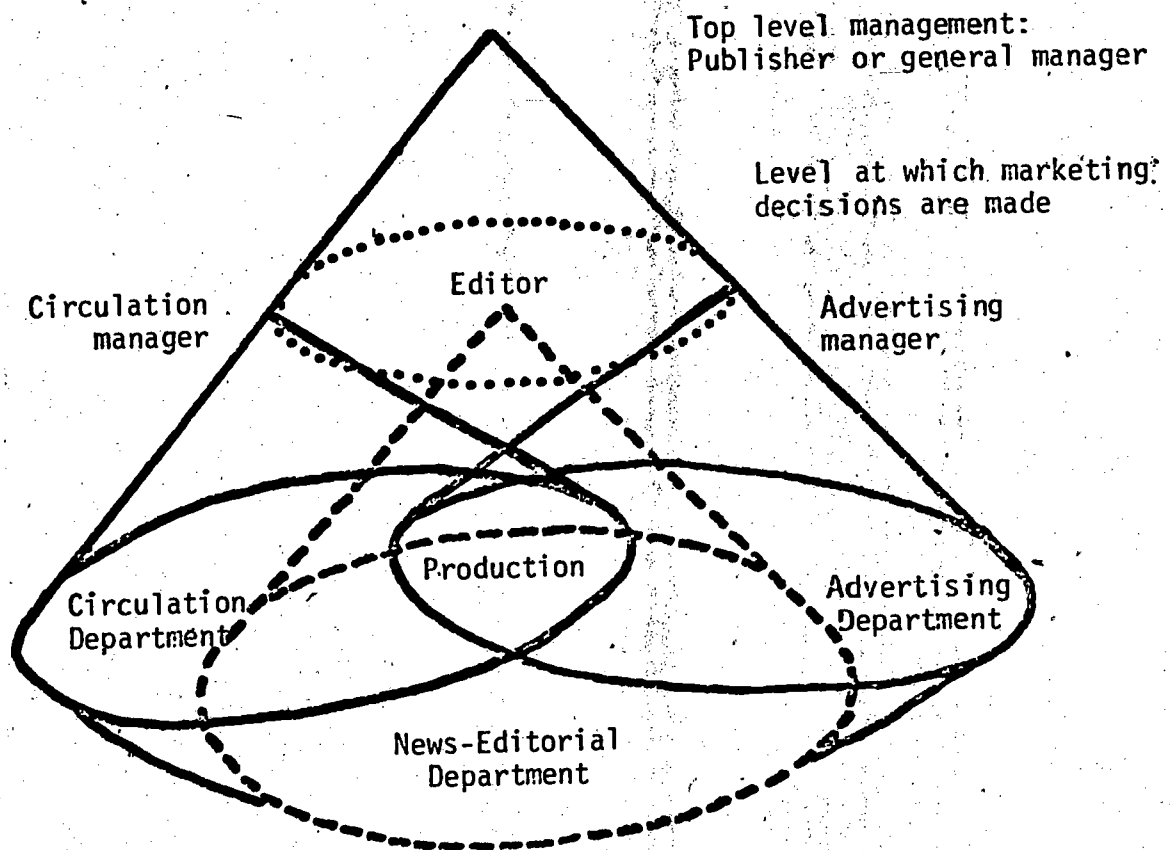 Top level management:
Publisher or general manager
Level at which marketing
decisions are made
Editor
Circulation
manager
Advertising
manager
Production
Circulation
Department
Advertising
Department
News-Editorial
Department